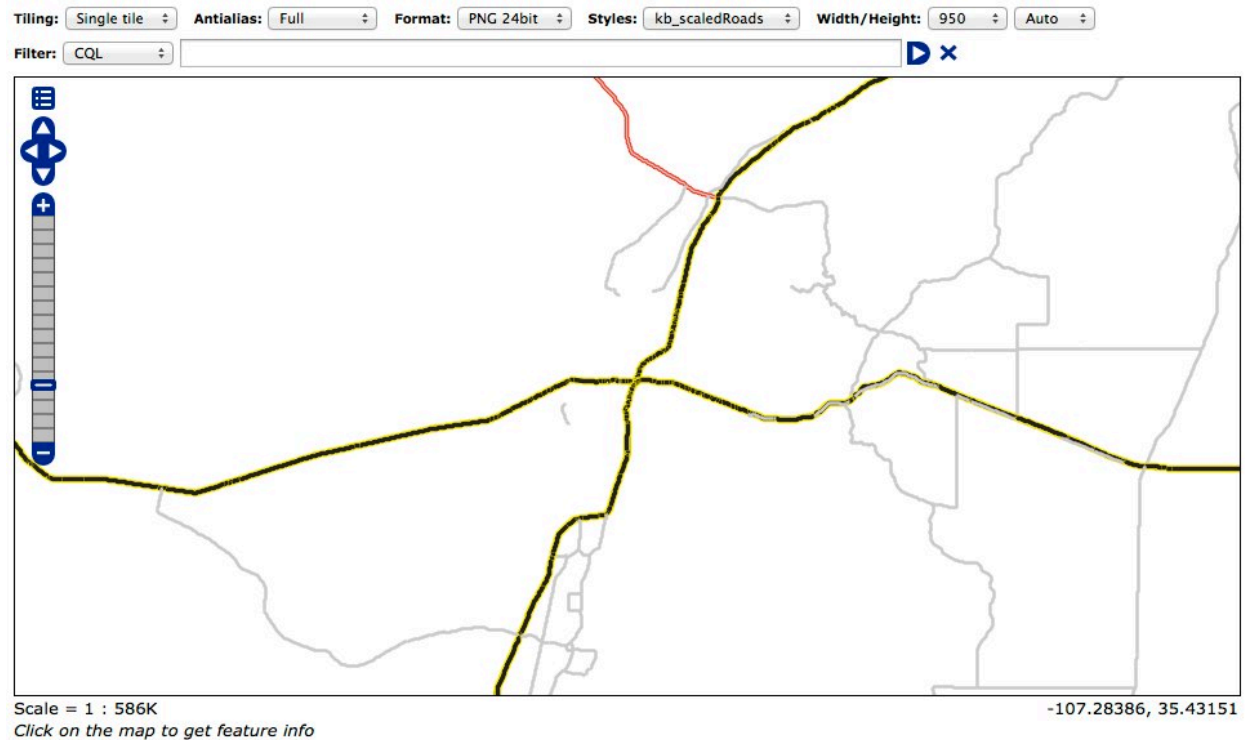 Tiling: Single tile Antialias: Full Format: PNG 24bit Styles: kb_scaledRoads Width/Height: 950 Auto
Filter: CQL
Scale = 1 : 586K -107.28386, 35.43151
Click on the map to get feature info